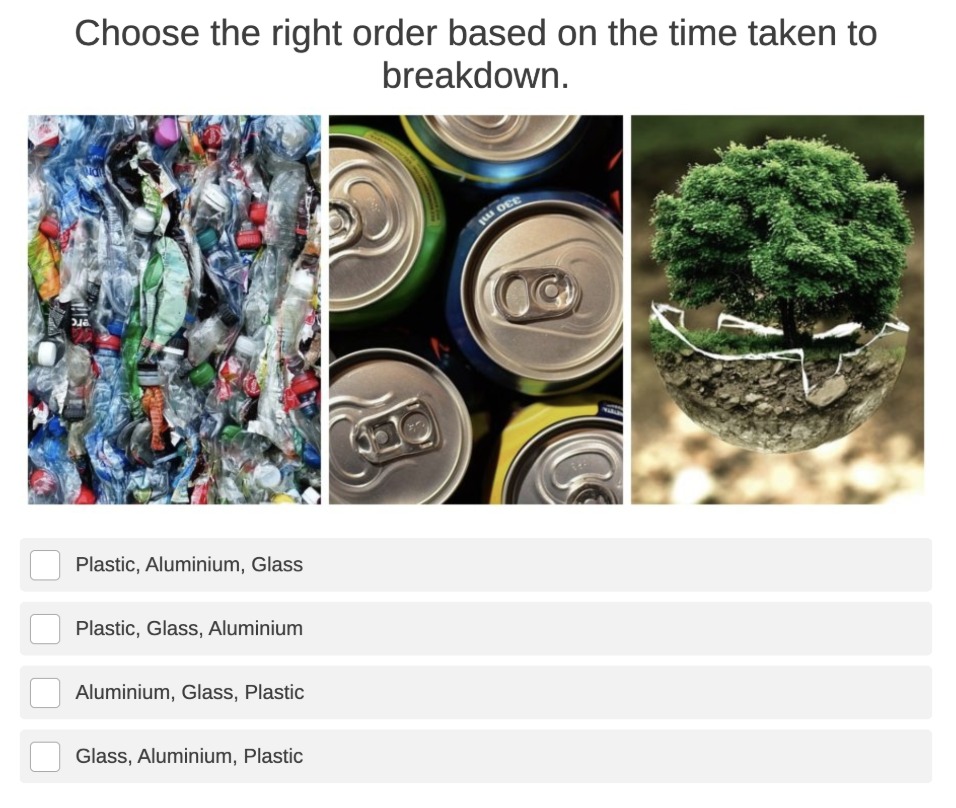 Choose the right order based on the time taken to
breakdown.
330 ml
Plastic, Aluminium, Glass
Plastic, Glass, Aluminium
Aluminium, Glass, Plastic
Glass, Aluminium, Plastic